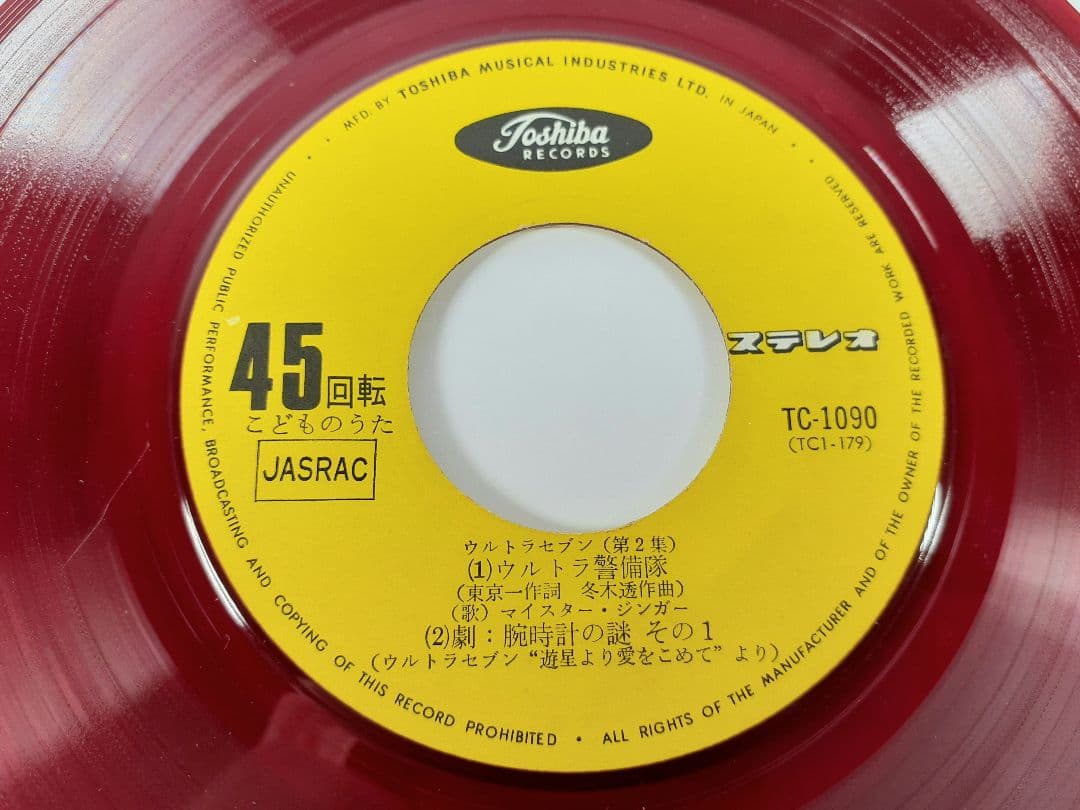 MFD. BY TOSHIBA MUSICAL INDUSTRIES LTD. IN JAPAN
Toshiba
RECORDS
45回転
こどものうた
JASRAC
ステレオ
TC-1090
(TC1-179)
ウルトラセブン(第2集)
(1)ウルトラ警備隊
(東京一作詞 冬木透作曲)
(歌)マイスター・ジンガー
(2)劇:腕時計の謎 その1
(ウルトラセブン“遊星より愛をこめて”より)
UNAUTHORIZED PUBLIC PERFORMANCE, BROADCASTING AND COPYING OF THIS RECORD PROHIBITED • ALL RIGHTS OF THE MANUFACTURER AND OF THE OWNER OF THE RECORDED WORK ARE RESERVED